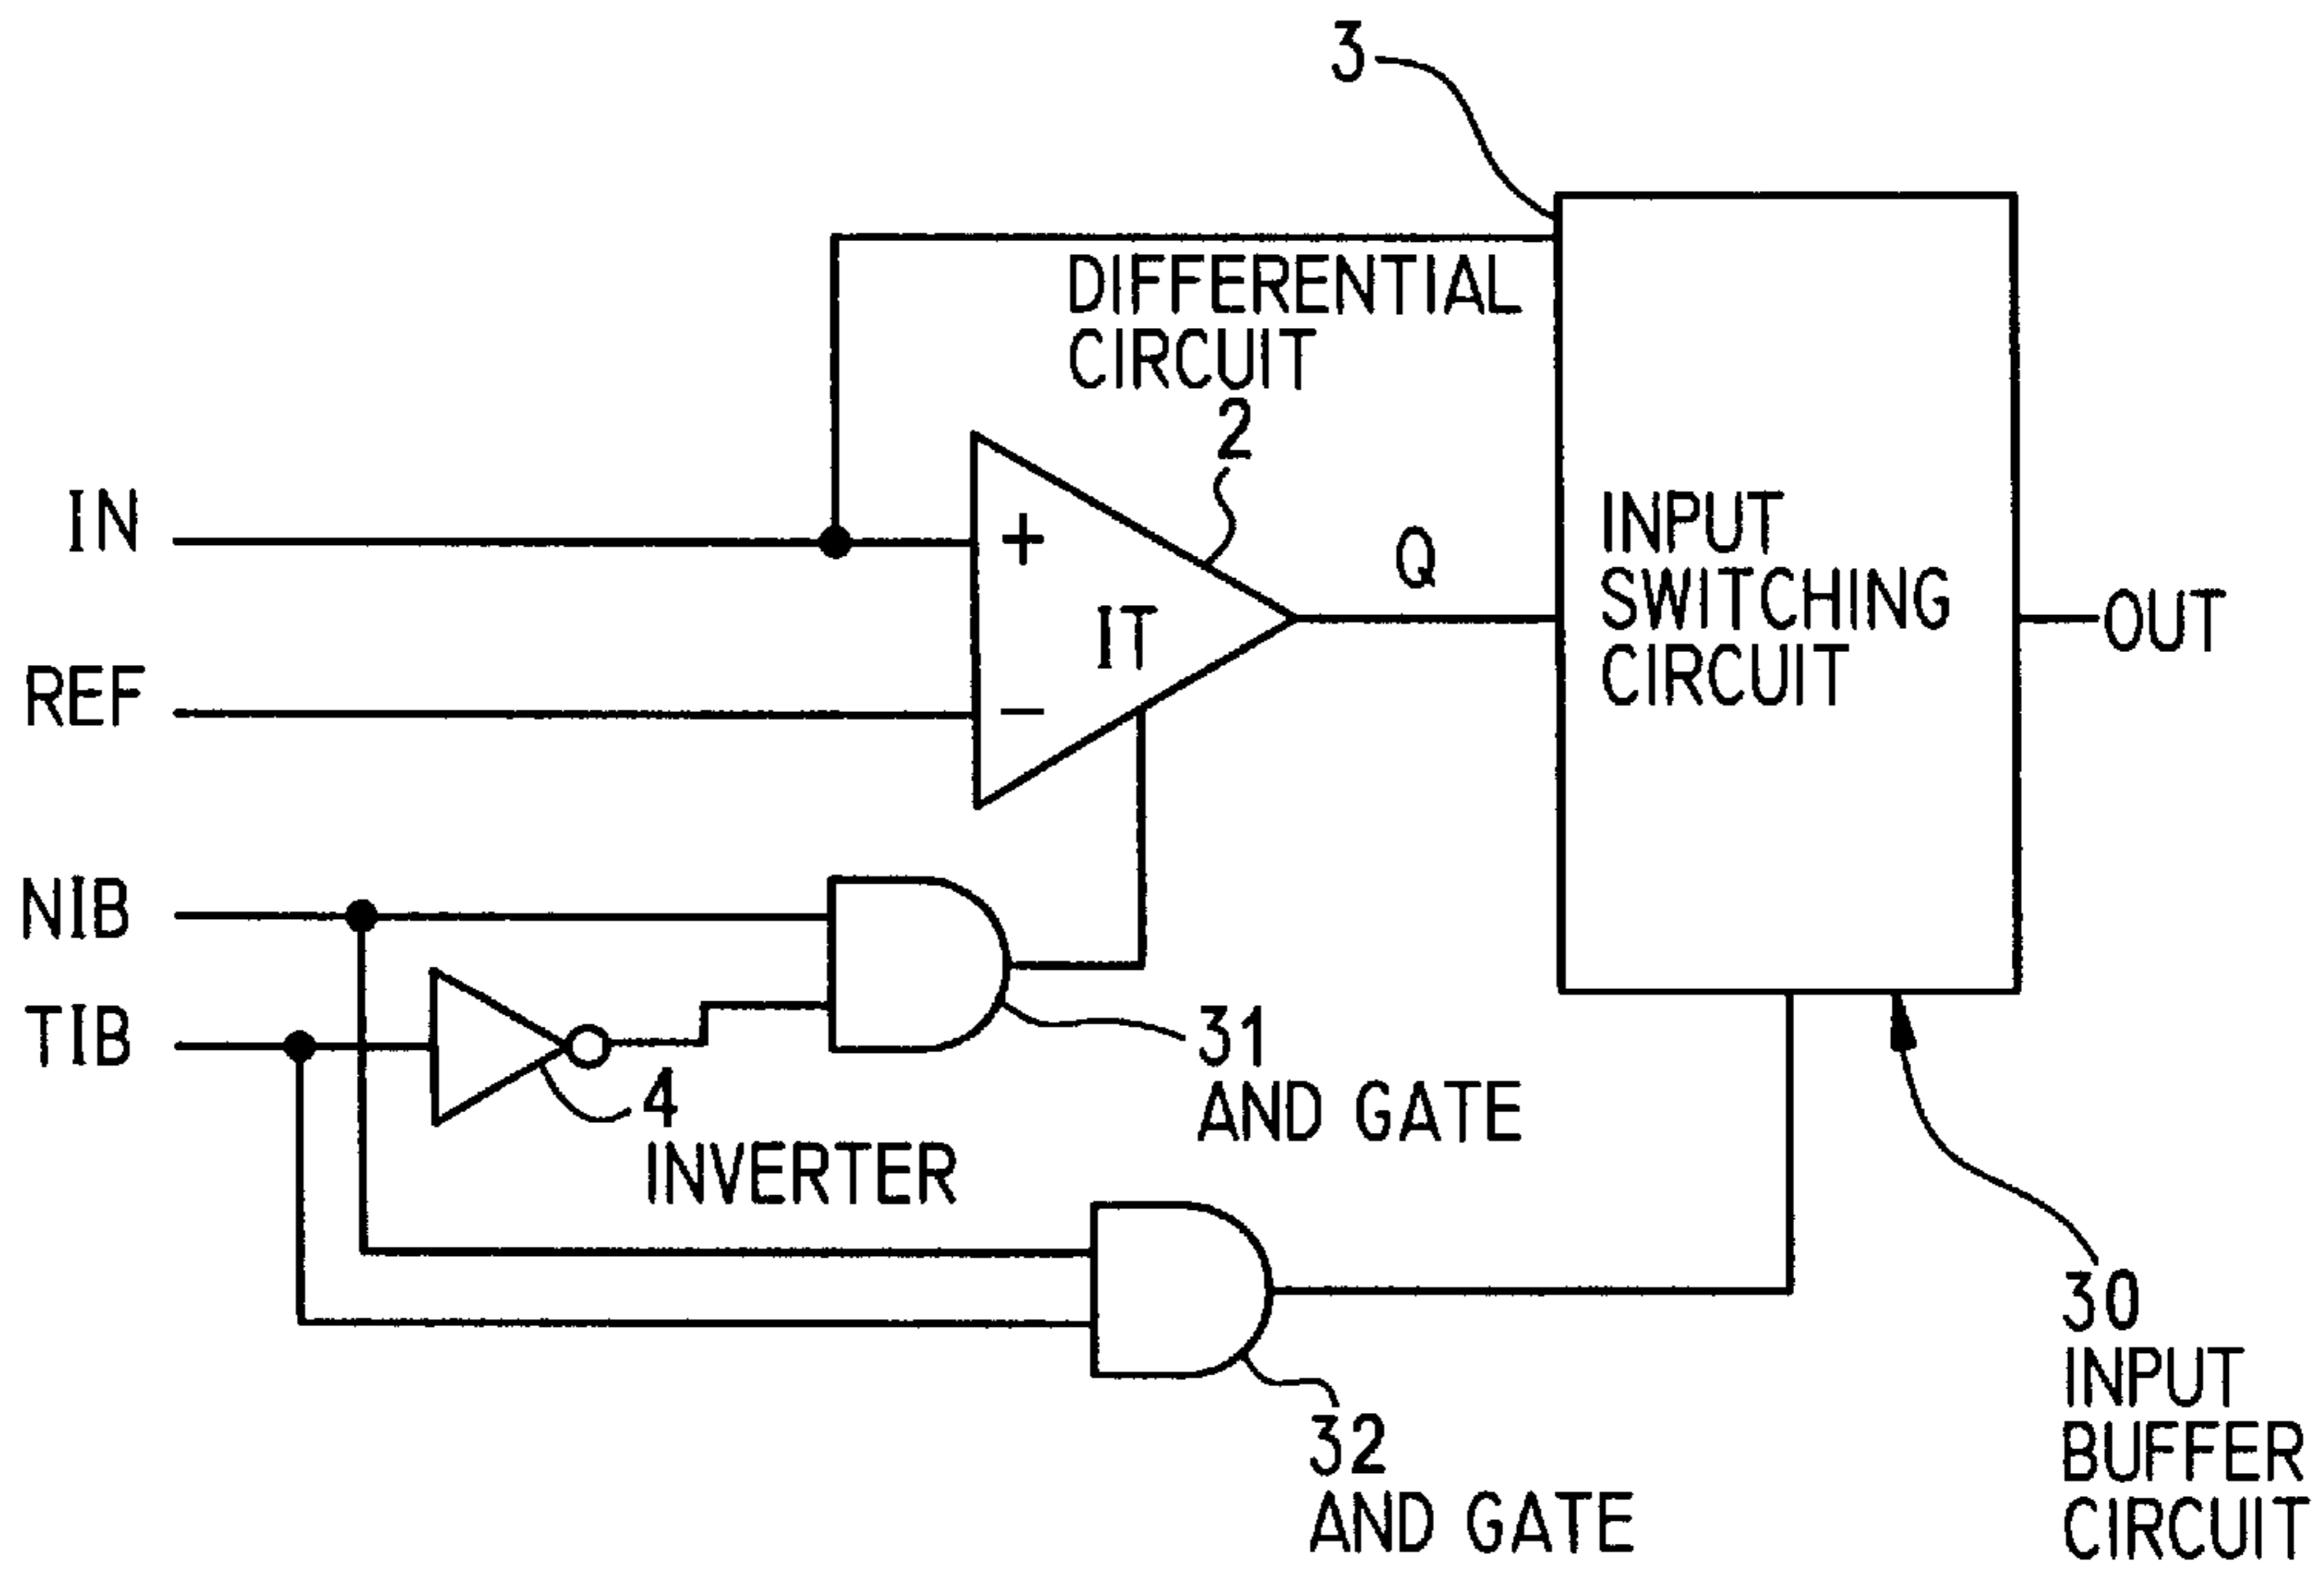 3
DIFFERENTIAL
CIRCUIT
2
IN
+
Q
INPUT
SWITCHING
CIRCUIT
IT
OUT
REF
−
NIB
TIB
31
AND GATE
4
INVERTER
30
INPUT
BUFFER
CIRCUIT
32
AND GATE